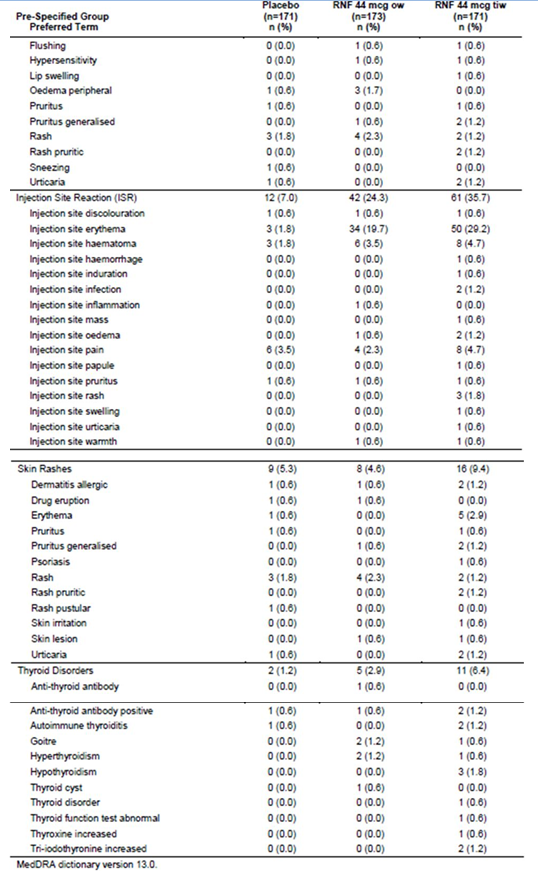 Pre-Specified Group Placebo RNF 44 mcg ow RNF 44 mcg tiw
Preferred Term (n=171) (n=173) (n=171)
n (%) n (%) n (%)
Flushing 0 (0.0) 1 (0.6) 1 (0.6)
Hypersensitivity 0 (0.0) 1 (0.6) 1 (0.6)
Lip swelling 0 (0.0) 0 (0.0) 1 (0.6)
Oedema peripheral 1 (0.6) 3 (1.7) 0 (0.0)
Pruritus 1 (0.6) 0 (0.0) 1 (0.6)
Pruritus generalised 0 (0.0) 1 (0.6) 2 (1.2)
Rash 3 (1.8) 4 (2.3) 2 (1.2)
Rash pruritic 0 (0.0) 0 (0.0) 2 (1.2)
Sneezing 1 (0.6) 0 (0.0) 0 (0.0)
Urticaria 1 (0.6) 0 (0.0) 2 (1.2)
Injection Site Reaction (ISR) 12 (7.0) 42 (24.3) 61 (35.7)
Injection site discolouration 1 (0.6) 1 (0.6) 1 (0.6)
Injection site erythema 3 (1.8) 34 (19.7) 50 (29.2)
Injection site haematoma 3 (1.8) 6 (3.5) 8 (4.7)
Injection site haemorrhage 0 (0.0) 0 (0.0) 1 (0.6)
Injection site induration 0 (0.0) 0 (0.0) 1 (0.6)
Injection site infection 0 (0.0) 0 (0.0) 2 (1.2)
Injection site inflammation 0 (0.0) 1 (0.6) 0 (0.0)
Injection site mass 0 (0.0) 0 (0.0) 1 (0.6)
Injection site oedema 0 (0.0) 1 (0.6) 2 (1.2)
Injection site pain 6 (3.5) 4 (2.3) 8 (4.7)
Injection site papule 0 (0.0) 0 (0.0) 1 (0.6)
Injection site pruritus 1 (0.6) 1 (0.6) 1 (0.6)
Injection site rash 0 (0.0) 0 (0.0) 3 (1.8)
Injection site swelling 0 (0.0) 0 (0.0) 1 (0.6)
Injection site urticaria 0 (0.0) 0 (0.0) 1 (0.6)
Injection site warmth 0 (0.0) 1 (0.6) 1 (0.6)
Skin Rashes 9 (5.3) 8 (4.6) 16 (9.4)
Dermatitis allergic 1 (0.6) 1 (0.6) 2 (1.2)
Drug eruption 1 (0.6) 1 (0.6) 0 (0.0)
Erythema 1 (0.6) 0 (0.0) 5 (2.9)
Pruritus 1 (0.6) 0 (0.0) 1 (0.6)
Pruritus generalised 0 (0.0) 1 (0.6) 2 (1.2)
Psoriasis 0 (0.0) 0 (0.0) 1 (0.6)
Rash 3 (1.8) 4 (2.3) 2 (1.2)
Rash pruritic 0 (0.0) 0 (0.0) 2 (1.2)
Rash pustular 1 (0.6) 0 (0.0) 0 (0.0)
Skin irritation 0 (0.0) 0 (0.0) 1 (0.6)
Skin lesion 0 (0.0) 1 (0.6) 1 (0.6)
Urticaria 1 (0.6) 0 (0.0) 2 (1.2)
Thyroid Disorders 2 (1.2) 5 (2.9) 11 (6.4)
Anti-thyroid antibody 0 (0.0) 1 (0.6) 0 (0.0)
Anti-thyroid antibody positive 1 (0.6) 1 (0.6) 2 (1.2)
Autoimmune thyroiditis 1 (0.6) 0 (0.0) 2 (1.2)
Goitre 0 (0.0) 2 (1.2) 1 (0.6)
Hyperthyroidism 0 (0.0) 2 (1.2) 1 (0.6)
Hypothyroidism 0 (0.0) 0 (0.0) 3 (1.8)
Thyroid cyst 0 (0.0) 1 (0.6) 0 (0.0)
Thyroid disorder 0 (0.0) 0 (0.0) 1 (0.6)
Thyroid function test abnormal 0 (0.0) 0 (0.0) 1 (0.6)
Thyroxine increased 0 (0.0) 0 (0.0) 1 (0.6)
Tri-iodothyronine increased 0 (0.0) 0 (0.0) 2 (1.2)
MedDRA dictionary version 13.0.